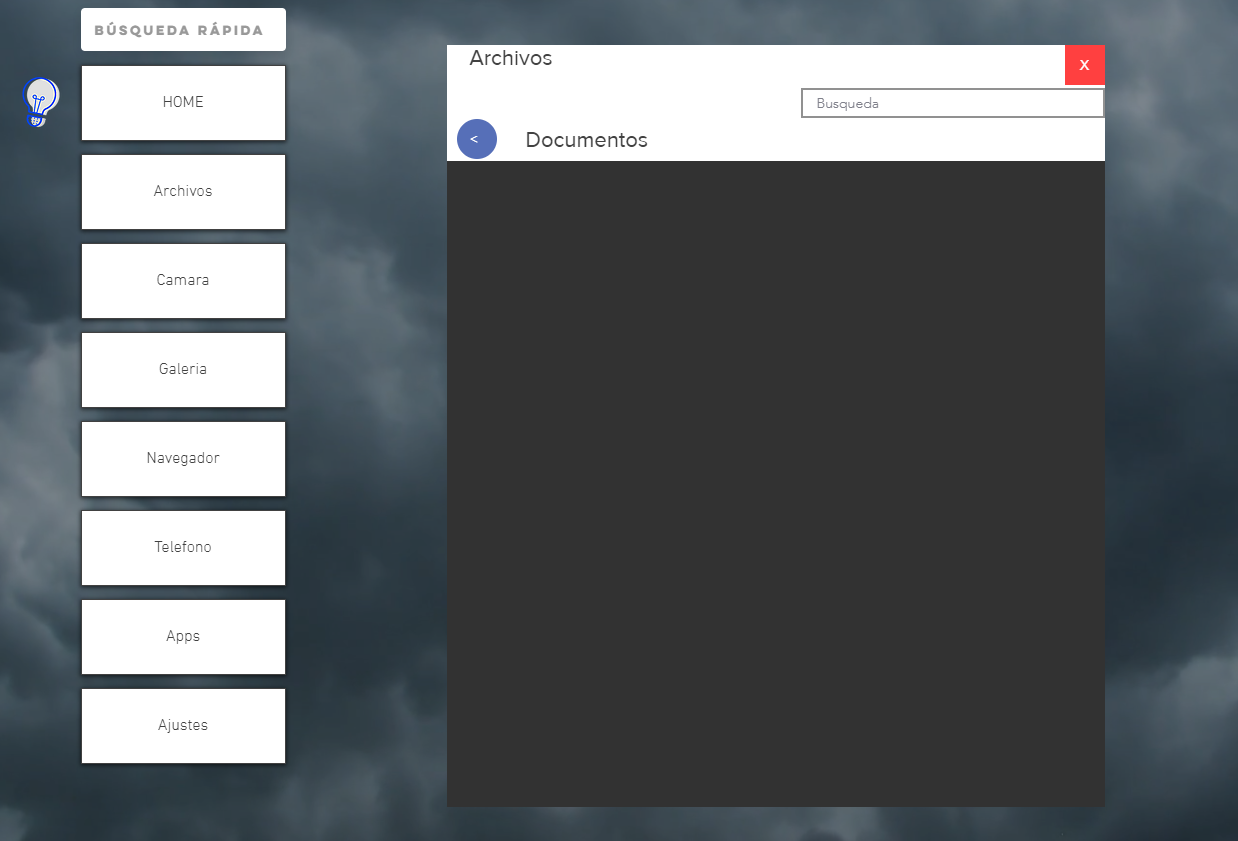 BÚSQUEDA RÁPIDA
HOME
Archivos
Camara
Galeria
Navegador
Telefono
Apps
Ajustes
Archivos
X
Busqueda
<
Documentos